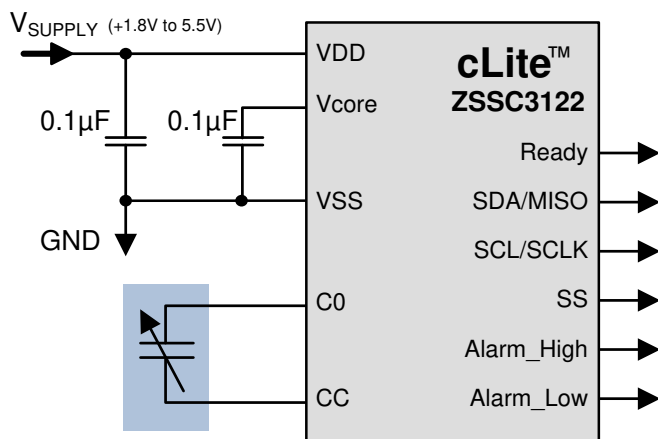 VSUPPLY (+1.8V to 5.5V)
VDD
cLite™
ZSSC3122
Vcore
0.1µF
0.1µF
Ready
VSS
SDA/MISO
GND
SCL/SCLK
C0
SS
Alarm_High
CC
Alarm_Low